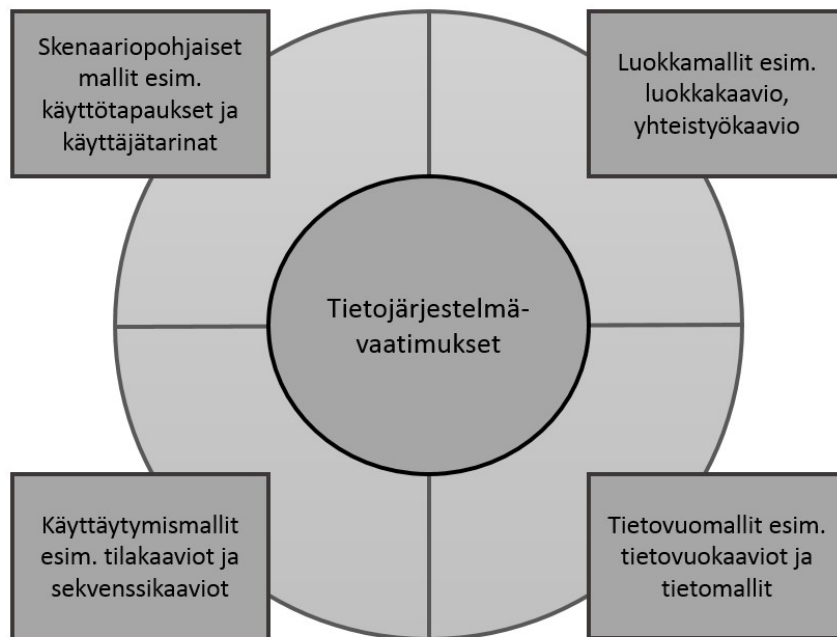 Skenaariopohjaiset
mallit esim.
käyttötapaukset ja
käyttäjätarinat
Luokkamallit esim.
luokkakaavio,
yhteistyökaavio
Tietojärjestelmä-
vaatimukset
Käyttäytymismallit
esim. tilakaaviot ja
sekvenssikaaviot
Tietovuomallit esim.
tietovuokaaviot ja
tietomallit